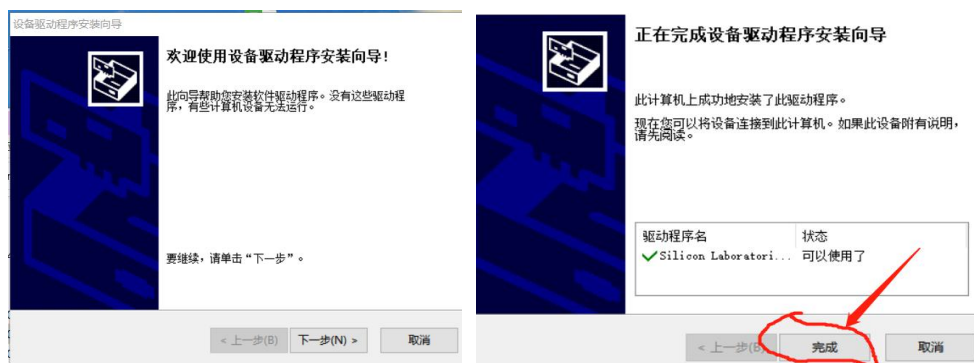 设备驱动程序安装向导
欢迎使用设备驱动程序安装向导!
此向导帮助您安装软件驱动程序。没有这些驱动程
序，有些计算机设备无法运行。
要继续，请单击“下一步”。
< 上一步(B)
下一步(N) >
取消
正在完成设备驱动程序安装向导
此计算机上成功地安装了此驱动程序。
现在您可以将设备连接到此计算机。如果此设备附有说明，
请先阅读。
驱动程序名
状态
Silicon Laboratori...
可以使用了
< 上一步(B)
完成
取消